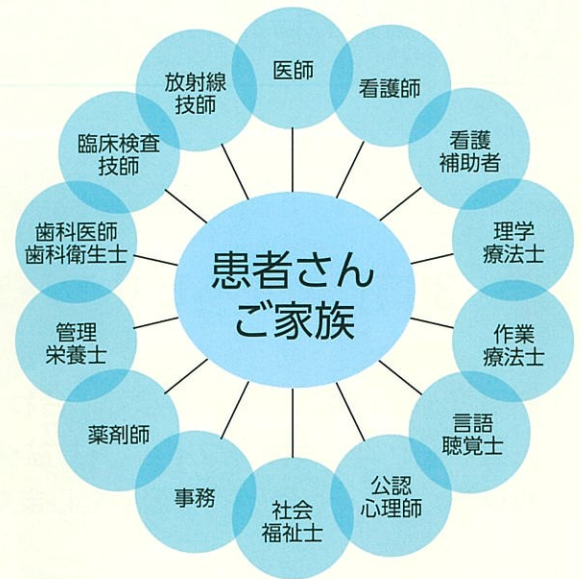 医師
看護師
看護
補助者
理学
療法士
作業
療法士
言語
聴覚士
公認
心理師
社会
福祉士
事務
薬剤師
管理
栄養士
歯科医師
歯科衛生士
臨床検査
技師
放射線
技師
患者さん
ご家族